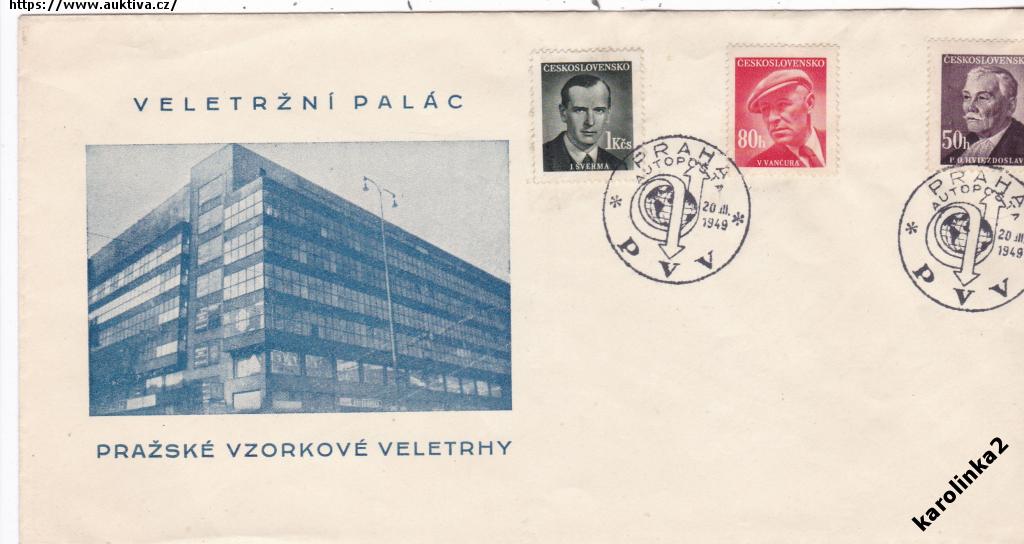 https://www.auktiva.cz/
VELETRŽNÍ PALÁC
PRAŽSKÉ VZORKOVÉ VELETRHY
ČESKOSLOVENSKO
1Kčs
J. ŠVERMA
ČESKOSLOVENSKO
80h
V. VANČURA
ČESKOSLOVENSKO
50h
P. O. HVIEZDOSLAV
PRAHA
AUTOPOŠTA
* 20 III. *
1949
PVV
PRAHA
AUTOPOŠTA
* 20 III.
1949
PVV
karolinka2